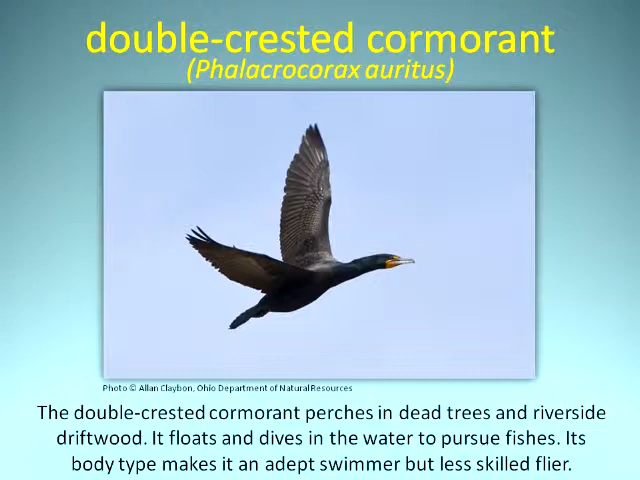 double-crested cormorant
(Phalacrocorax auritus)
Photo © Allan Claybon, Ohio Department of Natural Resources
The double-crested cormorant perches in dead trees and riverside
driftwood. It floats and dives in the water to pursue fishes. Its
body type makes it an adept swimmer but less skilled flier.